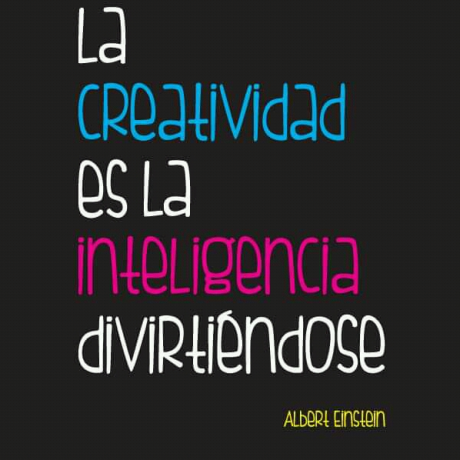 La
creatividad
es la
inteligencia
divirtiéndose
Albert Einstein